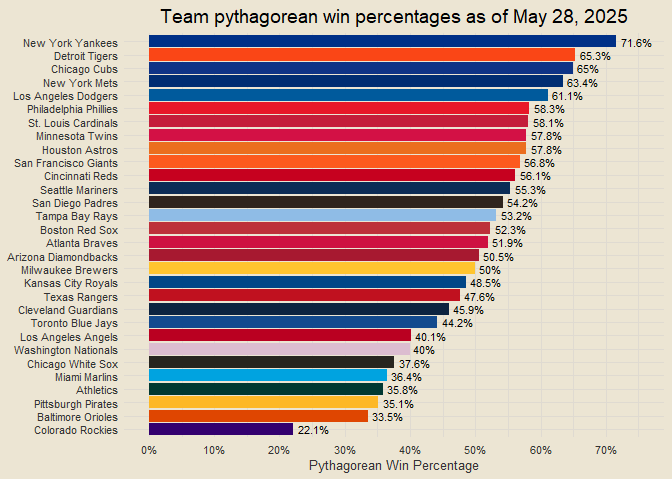 Team pythagorean win percentages as of May 28, 2025
New York Yankees 71.6%
Detroit Tigers 65.3%
Chicago Cubs 65%
New York Mets 63.4%
Los Angeles Dodgers 61.1%
Philadelphia Phillies 58.3%
St. Louis Cardinals 58.1%
Minnesota Twins 57.8%
Houston Astros 57.8%
San Francisco Giants 56.8%
Cincinnati Reds 56.1%
Seattle Mariners 55.3%
San Diego Padres 54.2%
Tampa Bay Rays 53.2%
Boston Red Sox 52.3%
Atlanta Braves 51.9%
Arizona Diamondbacks 50.5%
Milwaukee Brewers 50%
Kansas City Royals 48.5%
Texas Rangers 47.6%
Cleveland Guardians 45.9%
Toronto Blue Jays 44.2%
Los Angeles Angels 40.1%
Washington Nationals 40%
Chicago White Sox 37.6%
Miami Marlins 36.4%
Athletics 35.8%
Pittsburgh Pirates 35.1%
Baltimore Orioles 33.5%
Colorado Rockies 22.1%
0% 10% 20% 30% 40% 50% 60% 70%
Pythagorean Win Percentage